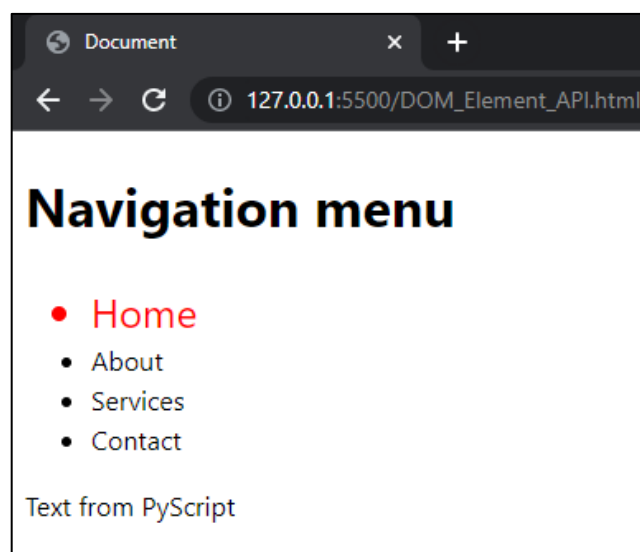 Document
127.0.0.1:5500/DOM_Element_API.html
Navigation menu
Home
About
Services
Contact
Text from PyScript